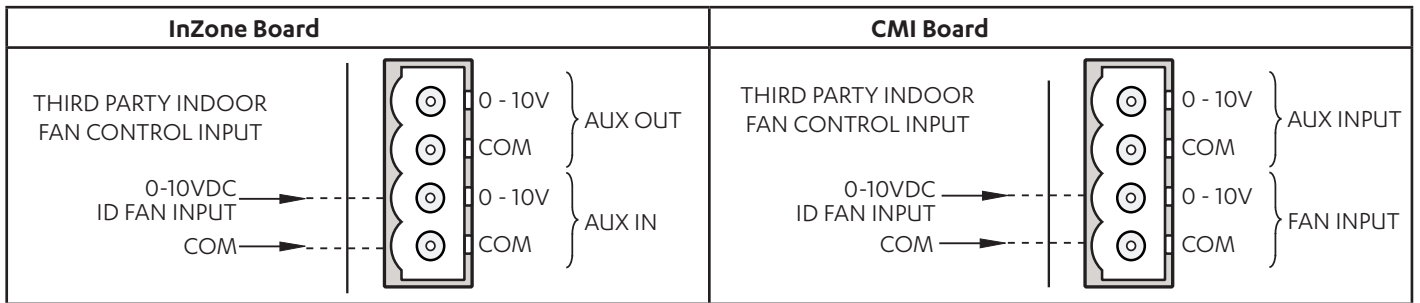 InZone Board
THIRD PARTY INDOOR
FAN CONTROL INPUT
0 - 10V
COM
AUX OUT
0-10VDC
ID FAN INPUT
COM
0 - 10V
COM
AUX IN
CMI Board
THIRD PARTY INDOOR
FAN CONTROL INPUT
0 - 10V
COM
AUX INPUT
0-10VDC
ID FAN INPUT
COM
0 - 10V
COM
FAN INPUT